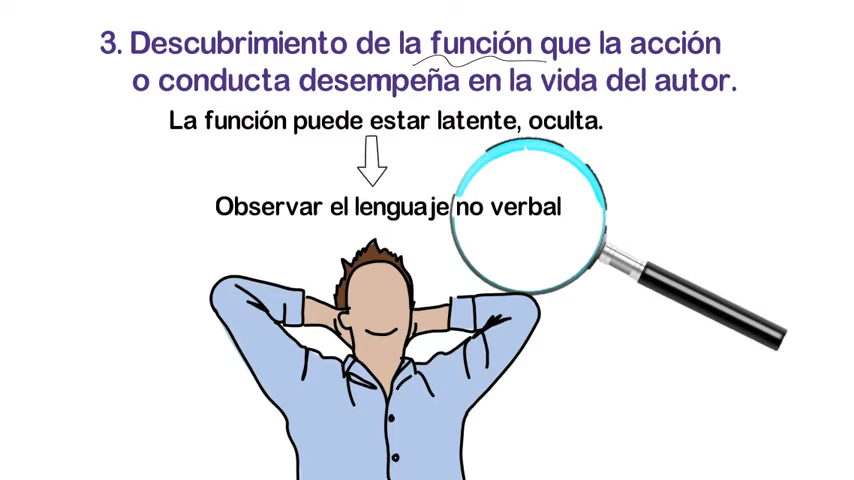 3. Descubrimiento de la función que la acción
o conducta desempeña en la vida del autor.
La función puede estar latente, oculta.
Observar el lenguaje no verbal